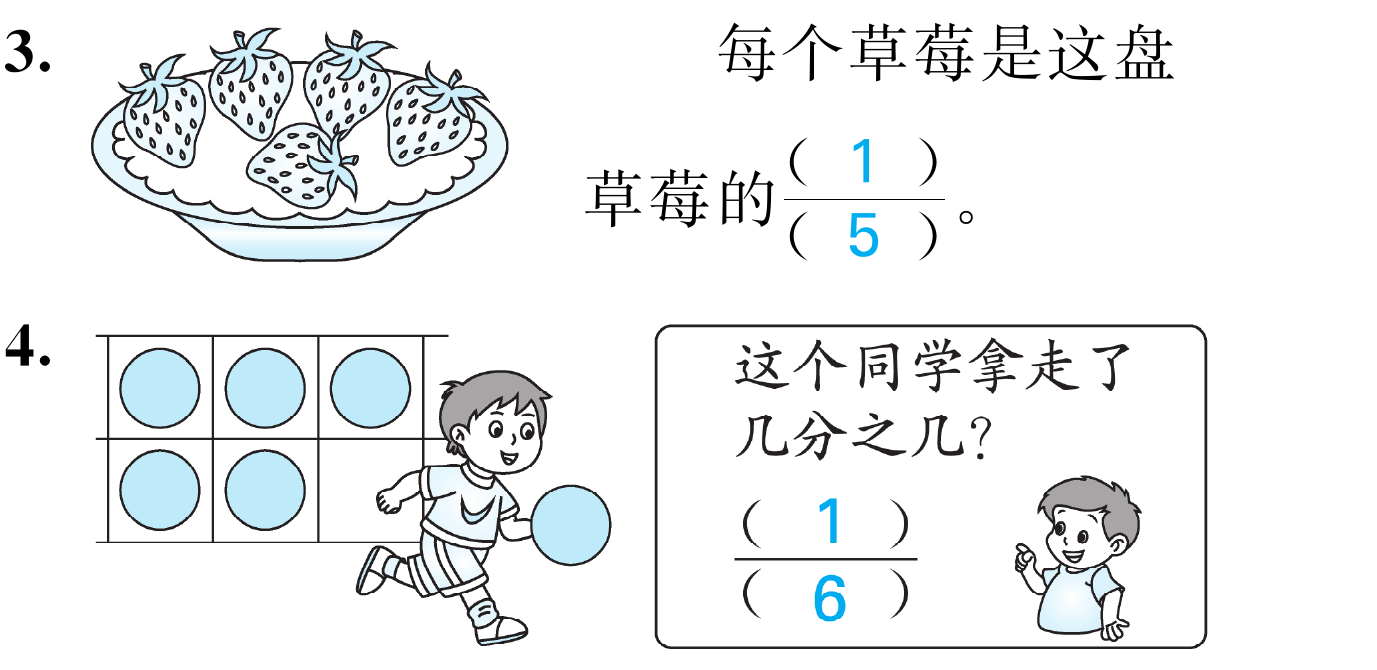 3.
每个草莓是这盘
草莓的( 1 )/( 5 )。
4.
这个同学拿走了
几分之几?
( 1 )
( 6 )